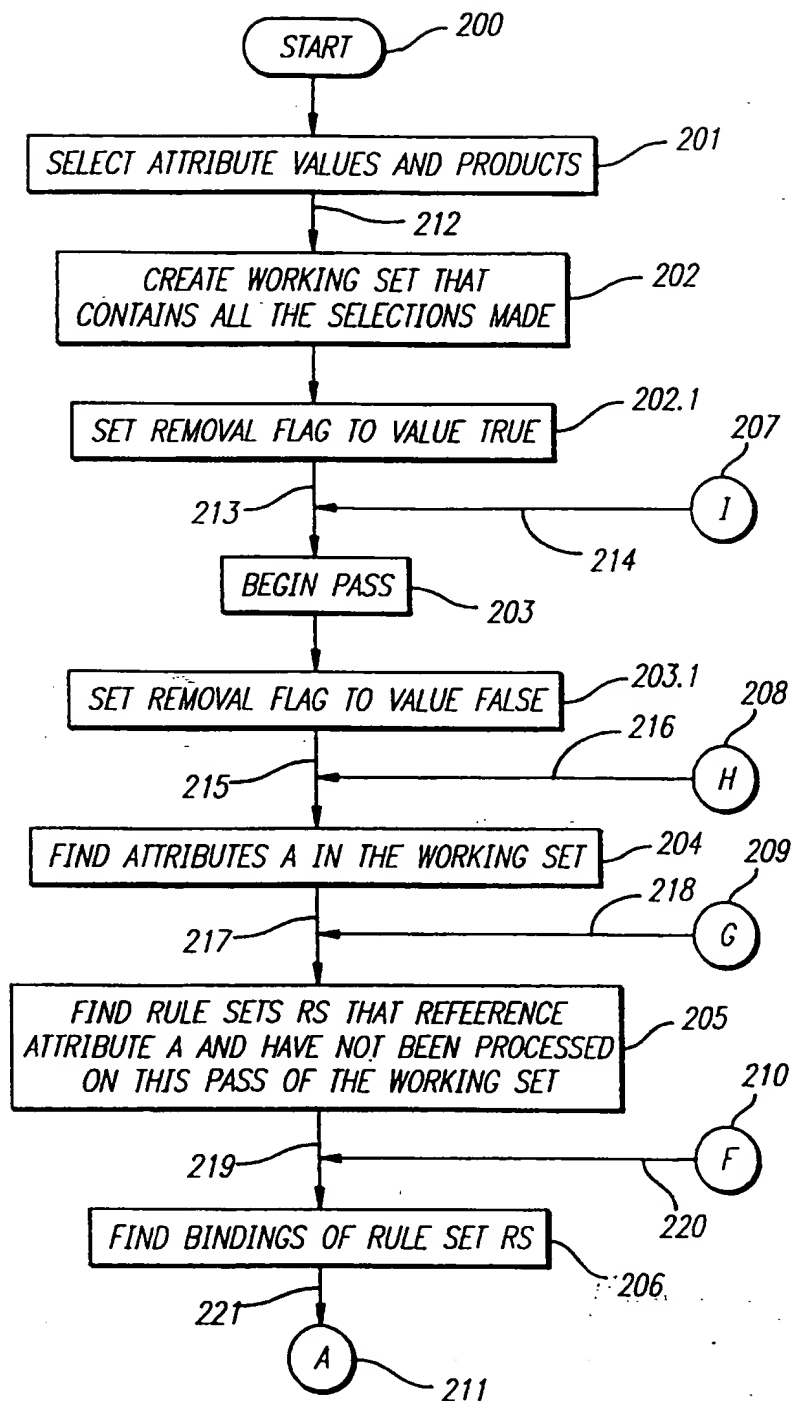 START
200
SELECT ATTRIBUTE VALUES AND PRODUCTS
201
212
CREATE WORKING SET THAT
CONTAINS ALL THE SELECTIONS MADE
202
SET REMOVAL FLAG TO VALUE TRUE
202.1
207
213
I
214
BEGIN PASS
203
SET REMOVAL FLAG TO VALUE FALSE
203.1
208
216
215
H
FIND ATTRIBUTES A IN THE WORKING SET
204
209
218
217
G
FIND RULE SETS RS THAT REFEERENCE
ATTRIBUTE A AND HAVE NOT BEEN PROCESSED
ON THIS PASS OF THE WORKING SET
205
210
219
F
220
FIND BINDINGS OF RULE SET RS
206
221
A
211